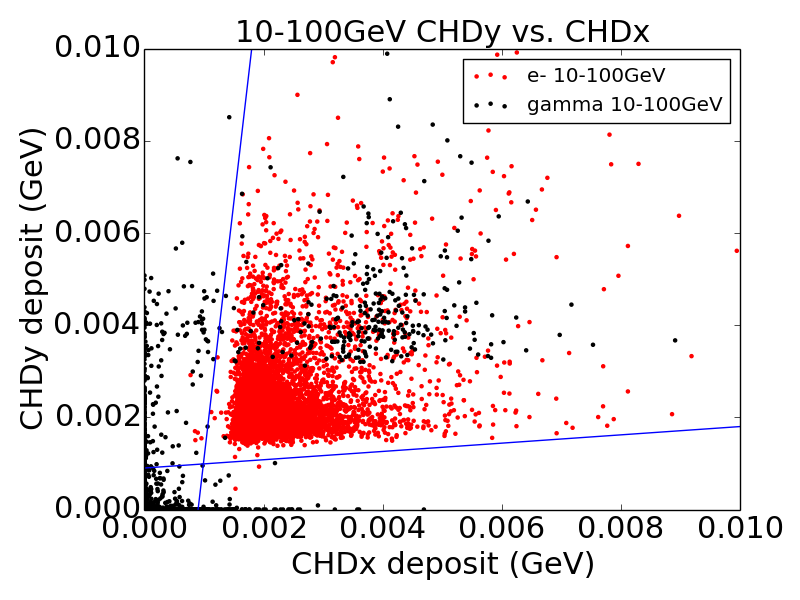 10-100GeV CHDy vs. CHDx
e- 10-100GeV
gamma 10-100GeV
CHDy deposit (GeV)
0.010
0.008
0.006
0.004
0.002
0.000
0.000 0.002 0.004 0.006 0.008 0.010
CHDx deposit (GeV)